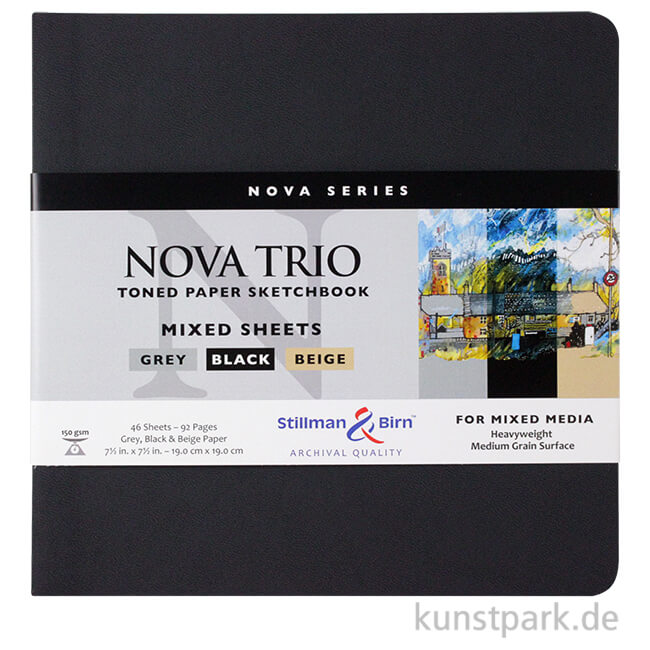 NOVA SERIES
NOVA TRIO
TONED PAPER SKETCHBOOK
MIXED SHEETS
GREY BLACK BEIGE
150 gsm
46 Sheets – 92 Pages
Grey, Black & Beige Paper
7½ in. x 7½ in. – 19.0 cm x 19.0 cm
Stillman & Birn™
ARCHIVAL QUALITY
FOR MIXED MEDIA
Heavyweight
Medium Grain Surface
kunstpark.de